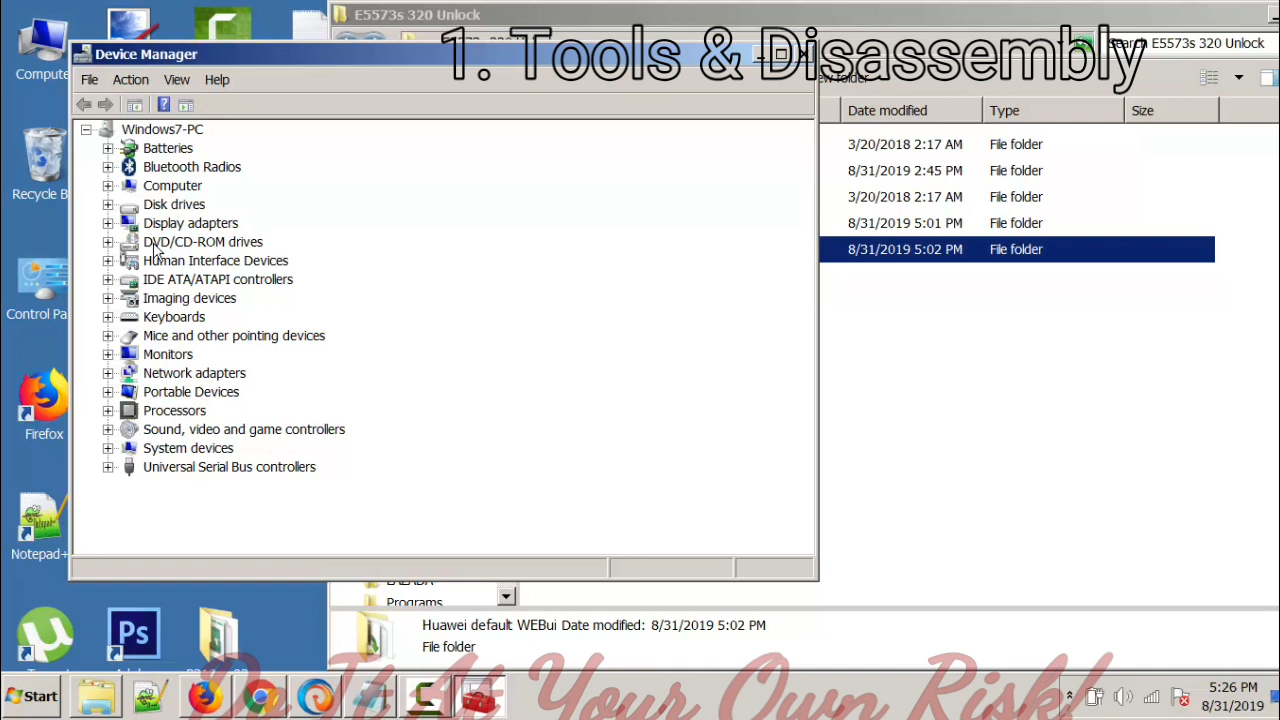 E5573s 320 Unlock
1. Tools & Disassembly
Search E5573s 320 Unlock
Device Manager
File Action View Help
Date modified Type Size
Windows7-PC
Batteries
Bluetooth Radios
Computer
Disk drives
Display adapters
DVD/CD-ROM drives
Human Interface Devices
IDE ATA/ATAPI controllers
Imaging devices
Keyboards
Mice and other pointing devices
Monitors
Network adapters
Portable Devices
Processors
Sound, video and game controllers
System devices
Universal Serial Bus controllers
3/20/2018 2:17 AM File folder
8/31/2019 2:45 PM File folder
3/20/2018 2:17 AM File folder
8/31/2019 5:01 PM File folder
8/31/2019 5:02 PM File folder
Compute
Recycle B
Control Pa
Firefox
Notepad+
Ps
Programs
Huawei default WEBui Date modified: 8/31/2019 5:02 PM
File folder
Do It At Your Own Risk!
Start
5:26 PM
8/31/2019